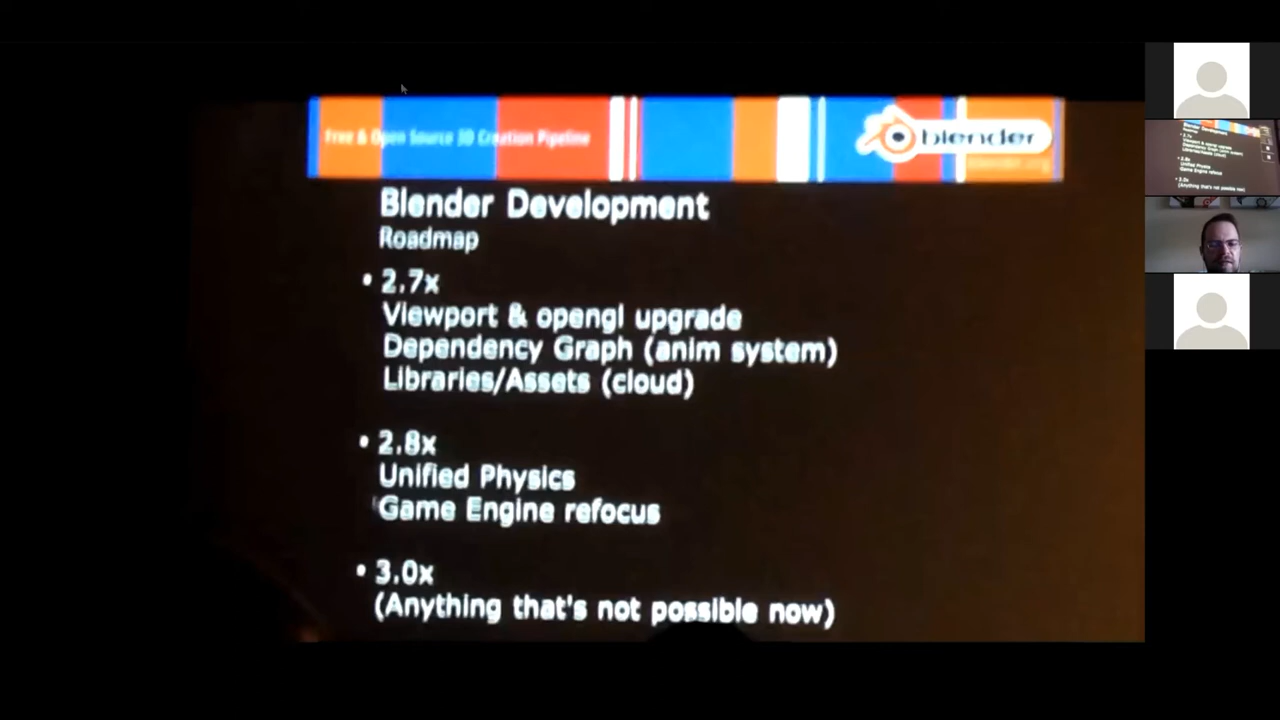 Free & Open Source 3D Creation Pipeline
blender
Blender Development
Roadmap
• 2.7x
Viewport & opengl upgrade
Dependency Graph (anim system)
Libraries/Assets (cloud)
• 2.8x
Unified Physics
Game Engine refocus
• 3.0x
(Anything that's not possible now)